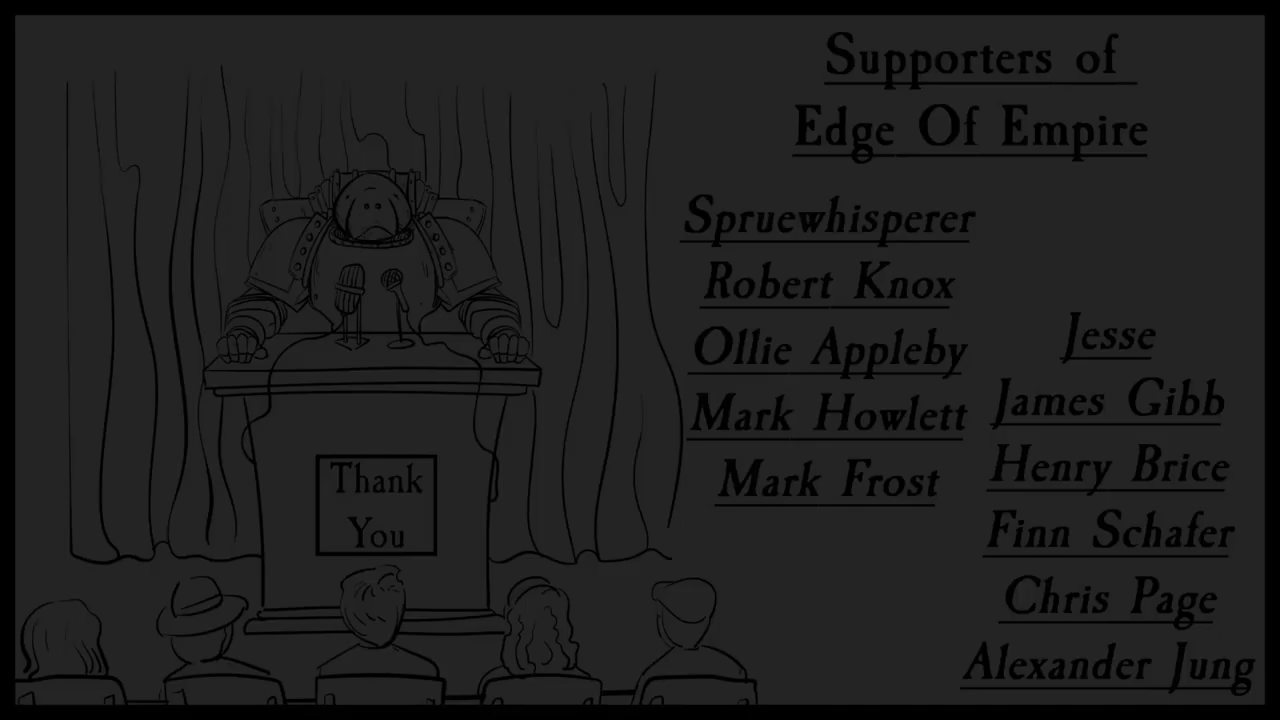 Supporters of
Edge Of Empire
Spruewhisperer
Robert Knox
Ollie Appleby
Mark Howlett
Mark Frost
Jesse
James Gibb
Henry Brice
Finn Schafer
Chris Page
Alexander Jung
Thank
You